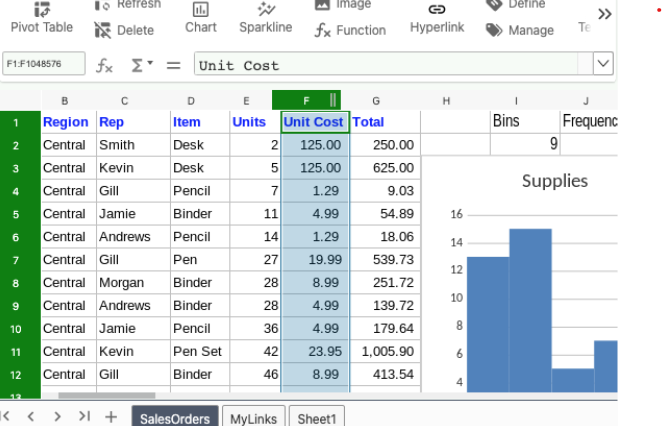 Refresh Image Define
Pivot Table Delete Chart Sparkline Function Hyperlink Manage
F1:F1048576 fx Σ = Unit Cost
B C D E F G H I J
1 Region Rep Item Units Unit Cost Total Bins Frequenc
2 Central Smith Desk 2 125.00 250.00 9
3 Central Kevin Desk 5 125.00 625.00
4 Central Gill Pencil 7 1.29 9.03
5 Central Jamie Binder 11 4.99 54.89
6 Central Andrews Pencil 14 1.29 18.06
7 Central Gill Pen 27 19.99 539.73
8 Central Morgan Binder 28 8.99 251.72
9 Central Andrews Binder 28 4.99 139.72
10 Central Jamie Pencil 36 4.99 179.64
11 Central Kevin Pen Set 42 23.95 1,005.90
12 Central Gill Binder 46 8.99 413.54
13
Supplies
16
14
12
10
8
6
4
SalesOrders MyLinks Sheet1